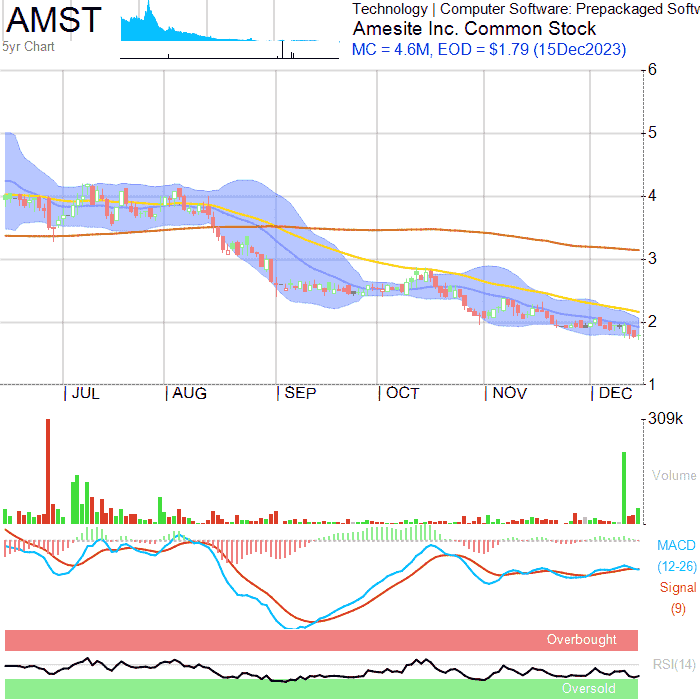 AMST
5yr Chart
Technology | Computer Software: Prepackaged Softw
Amesite Inc. Common Stock
MC = 4.6M, EOD = $1.79 (15Dec2023)
6
5
4
3
2
1
JUL AUG SEP OCT NOV DEC
309k
Volume
MACD
(12-26)
Signal
(9)
Overbought
RSI(14)
Oversold